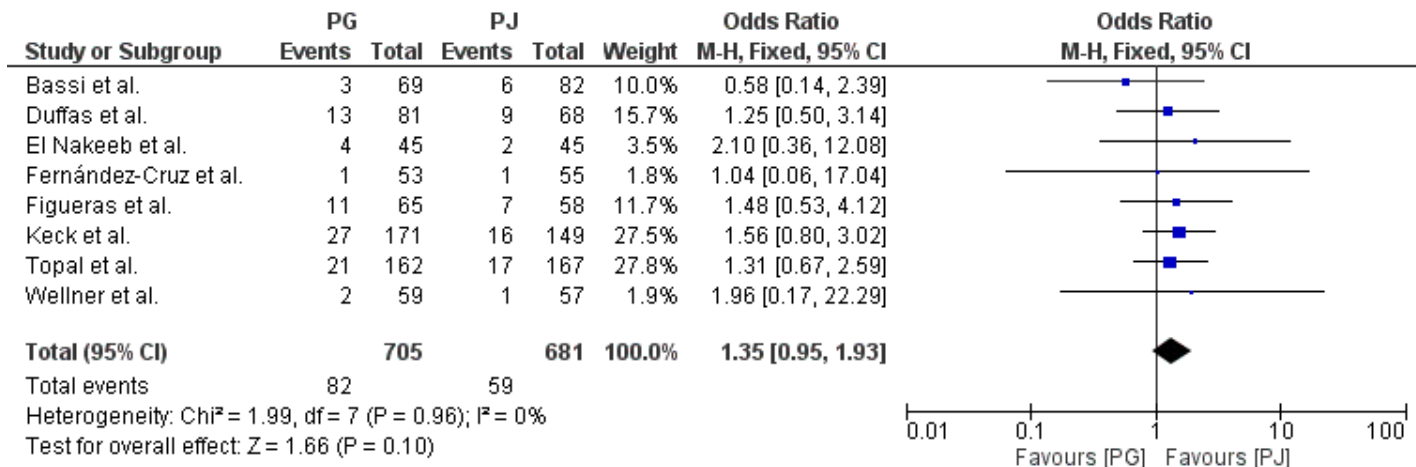 PG PJ Odds Ratio Odds Ratio
Study or Subgroup Events Total Events Total Weight M-H, Fixed, 95% CI M-H, Fixed, 95% CI
Bassi et al. 3 69 6 82 10.0% 0.58 [0.14, 2.39]
Duffas et al. 13 81 9 68 15.7% 1.25 [0.50, 3.14]
El Nakeeb et al. 4 45 2 45 3.5% 2.10 [0.36, 12.08]
Fernández-Cruz et al. 1 53 1 55 1.8% 1.04 [0.06, 17.04]
Figueras et al. 11 65 7 58 11.7% 1.48 [0.53, 4.12]
Keck et al. 27 171 16 149 27.5% 1.56 [0.80, 3.02]
Topal et al. 21 162 17 167 27.8% 1.31 [0.67, 2.59]
Wellner et al. 2 59 1 57 1.9% 1.96 [0.17, 22.29]
Total (95% CI) 705 681 100.0% 1.35 [0.95, 1.93]
Total events 82 59
Heterogeneity: Chi² = 1.99, df = 7 (P = 0.96); I² = 0%
Test for overall effect: Z = 1.66 (P = 0.10)
0.01 0.1 1 10 100
Favours [PG] Favours [PJ]